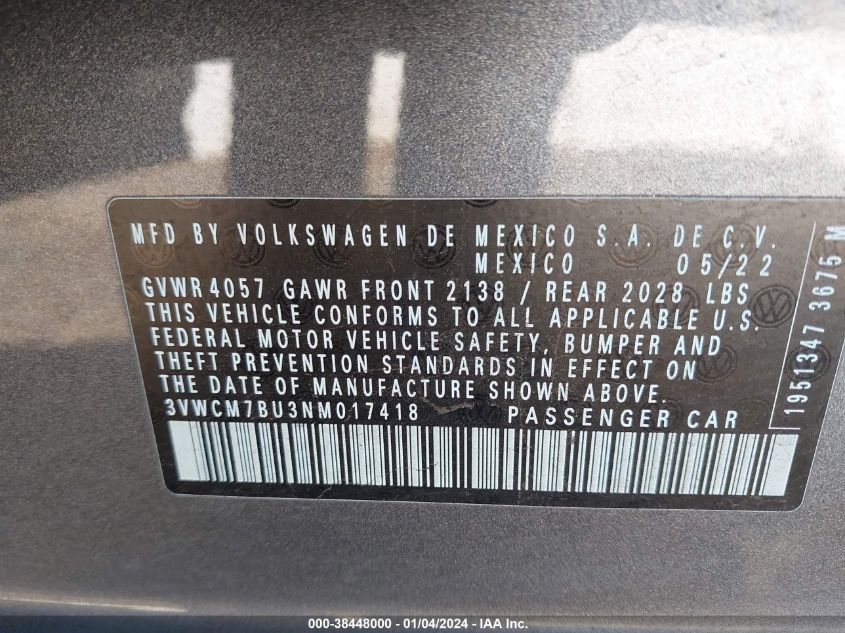 MFD BY VOLKSWAGEN DE MEXICO S.A. DE C.V.
MEXICO 05/22
GVWR 4057 GAWR FRONT 2138 / REAR 2028 LBS
THIS VEHICLE CONFORMS TO ALL APPLICABLE U.S.
FEDERAL MOTOR VEHICLE SAFETY, BUMPER AND
THEFT PREVENTION STANDARDS IN EFFECT ON
THE DATE OF MANUFACTURE SHOWN ABOVE.
3VWCM7BU3NM017418 PASSENGER CAR
1951347 3675 M
000-38448000 - 01/04/2024 - IAA Inc.